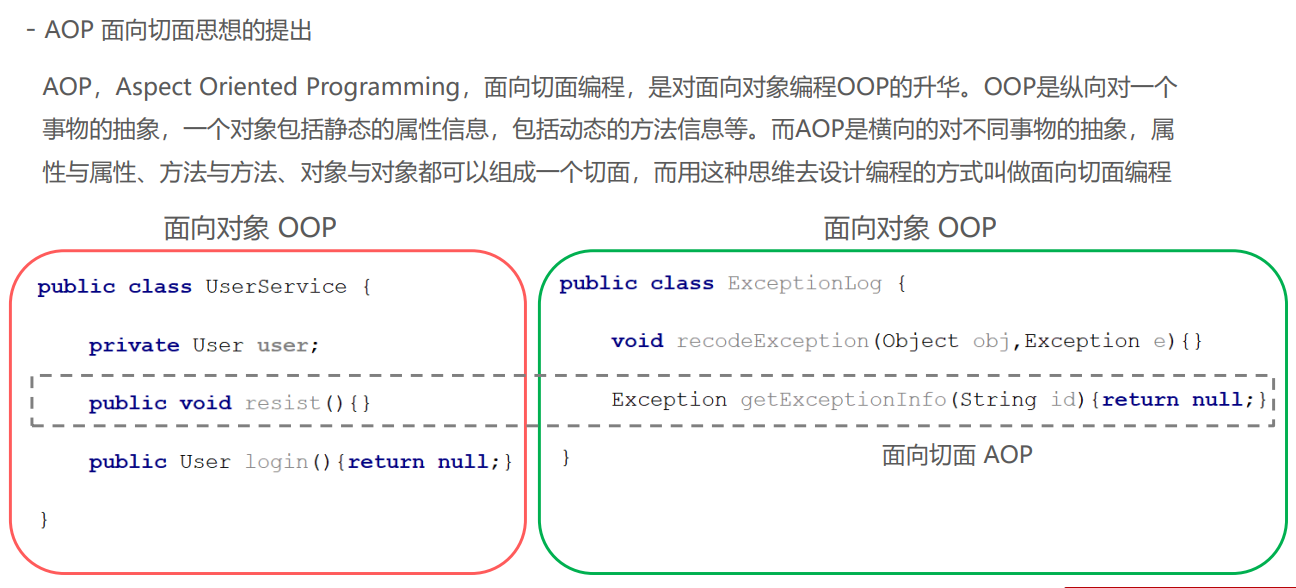 - AOP 面向切面思想的提出
AOP，Aspect Oriented Programming，面向切面编程，是对面向对象编程OOP的升华。OOP是纵向对一个
事物的抽象，一个对象包括静态的属性信息，包括动态的方法信息等。而AOP是横向的对不同事物的抽象，属
性与属性、方法与方法、对象与对象都可以组成一个切面，而用这种思维去设计编程的方式叫做面向切面编程
面向对象 OOP
public class UserService {
private User user;
public void resist(){}
public User login(){return null;}
}
面向对象 OOP
public class ExceptionLog {
void recodeException(Object obj,Exception e){}
Exception getExceptionInfo(String id){return null;}
}
面向切面 AOP